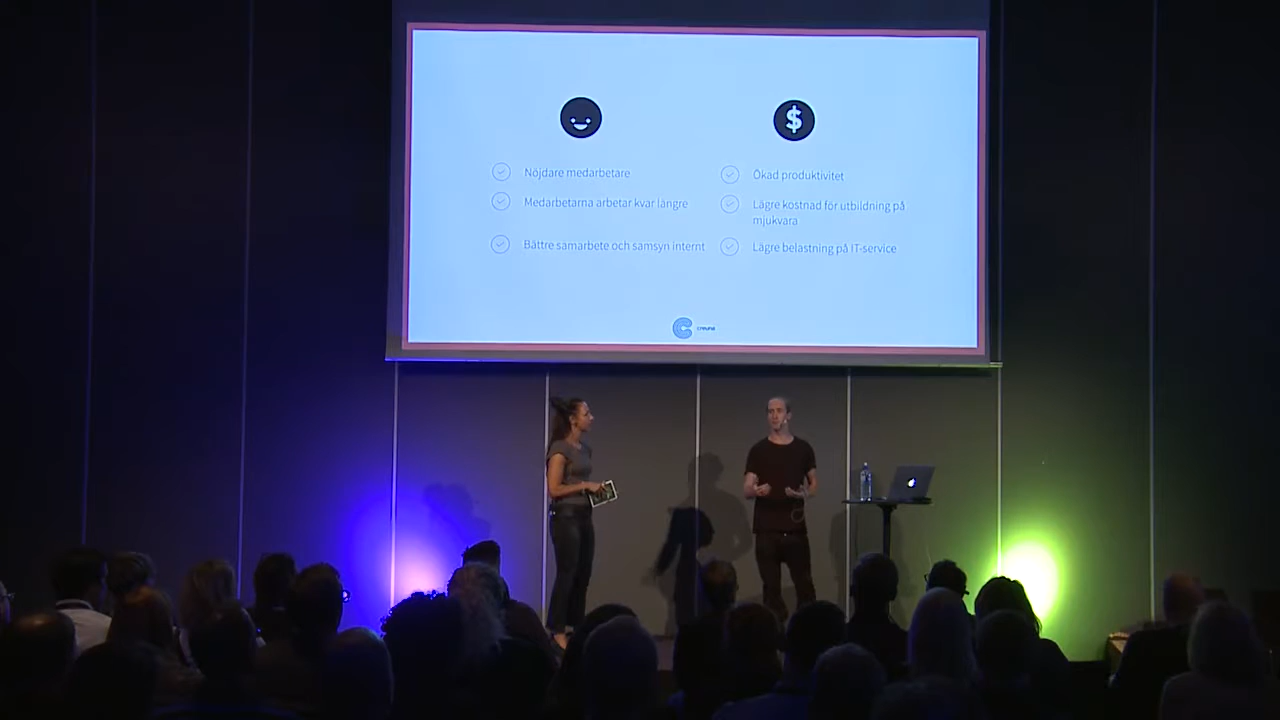 $
Nöjdare medarbetare
Medarbetarna arbetar kvar längre
Bättre samarbete och samsyn internt
Ökad produktivitet
Lägre kostnad för utbildning på
mjukvara
Lägre belastning på IT-service
creuna